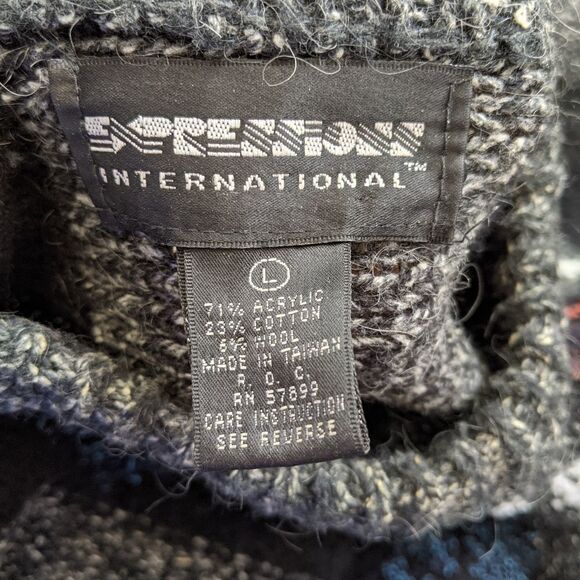 EXPRESSIONS
INTERNATIONAL™
L
71% ACRYLIC
23% COTTON
6% WOOL
MADE IN TAIWAN
R. O. C.
RN 57899
CARE INSTRUCTION
SEE REVERSE